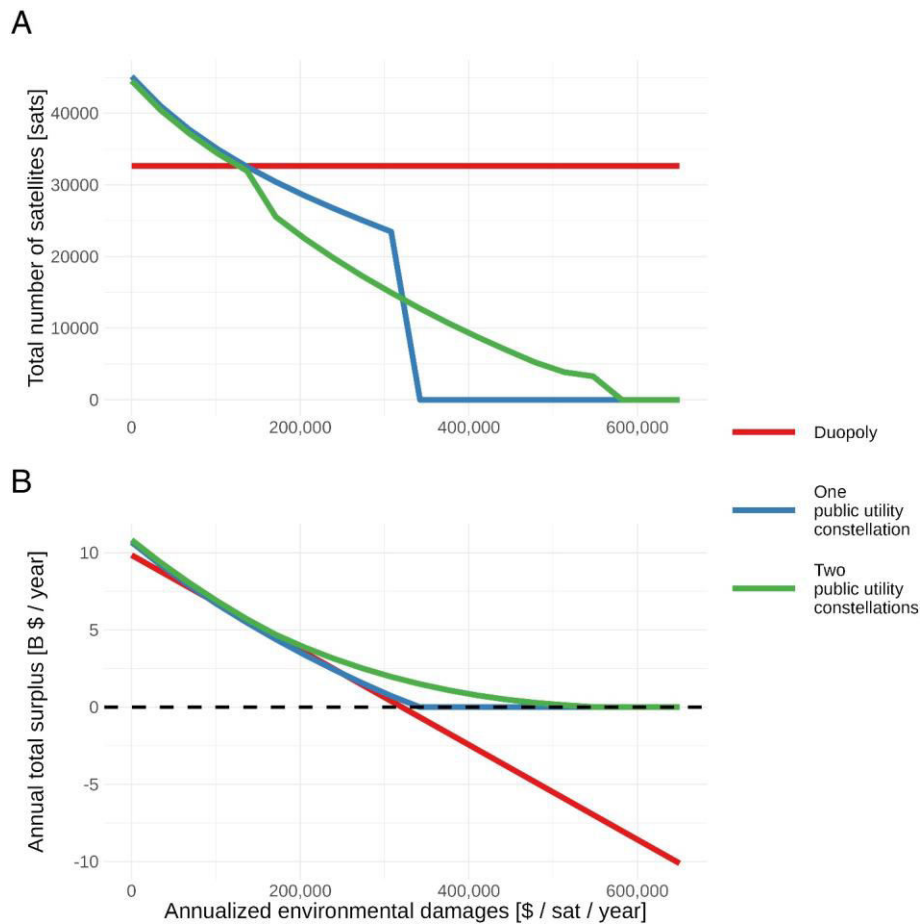 A
Total number of satellites [sats]
40000
30000
20000
10000
0
0 200,000 400,000 600,000
Duopoly
One
public utility
constellation
Two
public utility
constellations
B
Annual total surplus [B $ / year]
10
5
0
-5
-10
0 200,000 400,000 600,000
Annualized environmental damages [$ / sat / year]